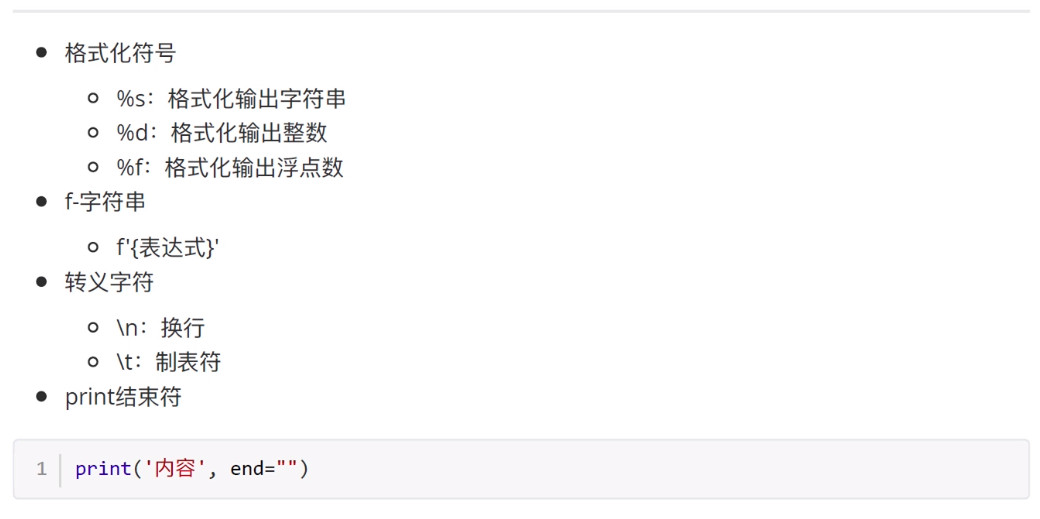 格式化符号
%s：格式化输出字符串
%d：格式化输出整数
%f：格式化输出浮点数
f-字符串
f'{表达式}'
转义字符
\n：换行
\t：制表符
print结束符
1 print('内容', end="")